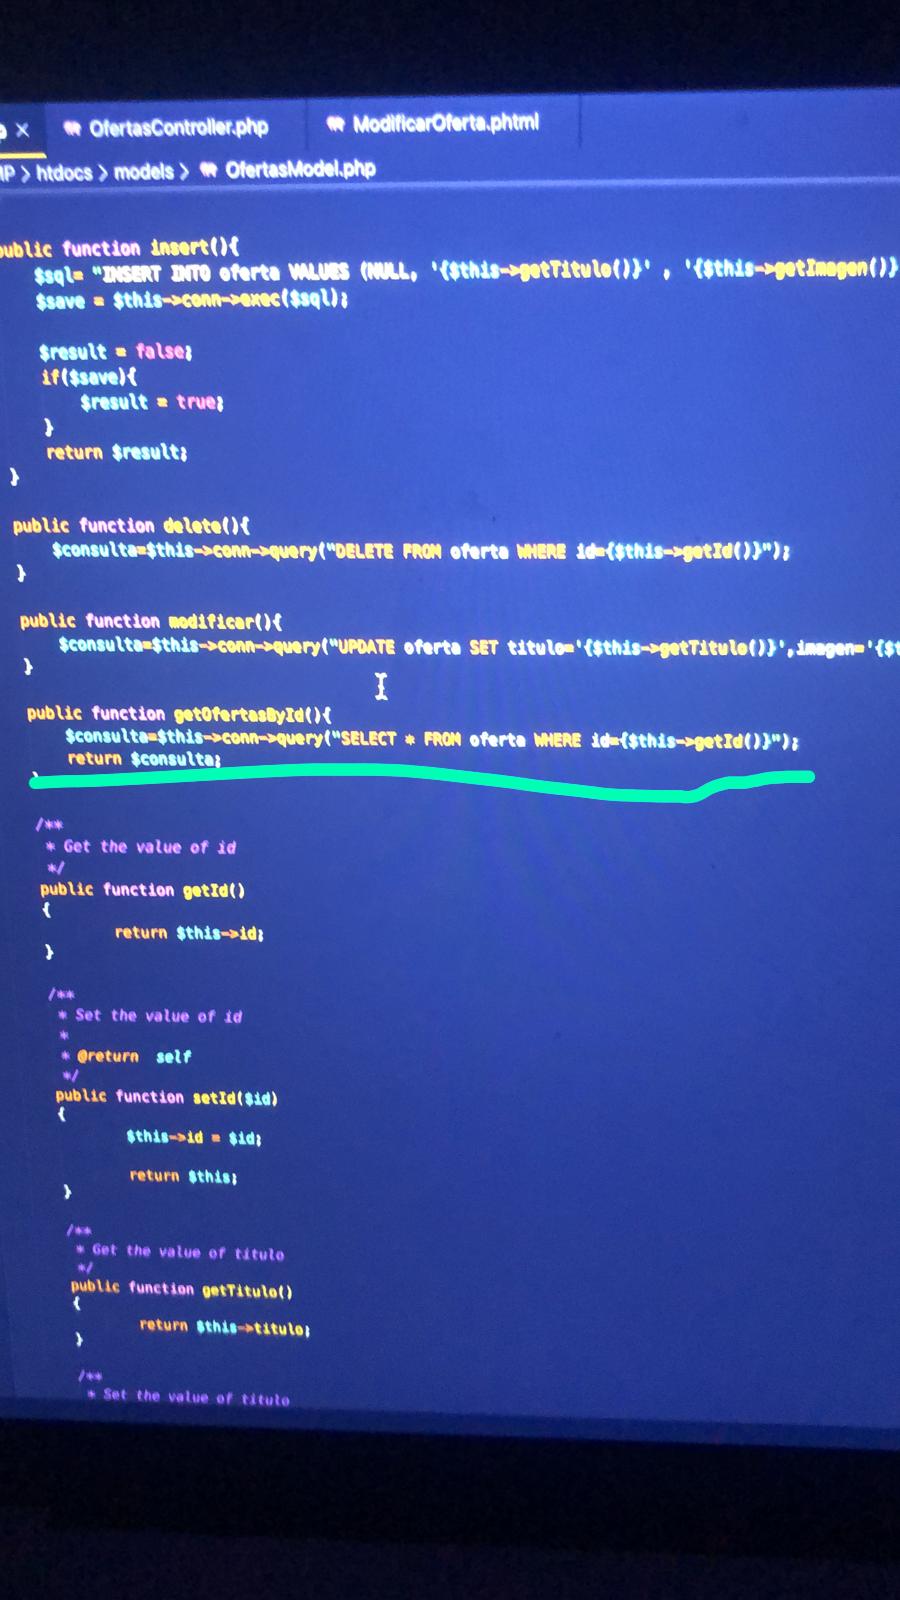 OfertasController.php ModificarOferta.phtml
htdocs > models > OfertasModel.php
public function insert(){
$sql= "INSERT INTO oferta VALUES (NULL, '{$this->getTitulo()}' , '{$this->getImagen()}
$save = $this->conn->exec($sql);
$result = false;
if($save){
$result = true;
}
return $result;
}
public function delete(){
$consulta=$this->conn->query("DELETE FROM oferta WHERE id={$this->getId()}");
}
public function modificar(){
$consulta=$this->conn->query("UPDATE oferta SET titulo='{$this->getTitulo()}',imagen='{$t
}
public function getOfertasById(){
$consulta=$this->conn->query("SELECT * FROM oferta WHERE id={$this->getId()}");
return $consulta;
/**
* Get the value of id
*/
public function getId()
{
return $this->id;
}
/**
* Set the value of id
*
* @return self
*/
public function setId($id)
{
$this->id = $id;
return $this;
}
/**
* Get the value of titulo
*/
public function getTitulo()
{
return $this->titulo;
}
/**
* Set the value of titulo